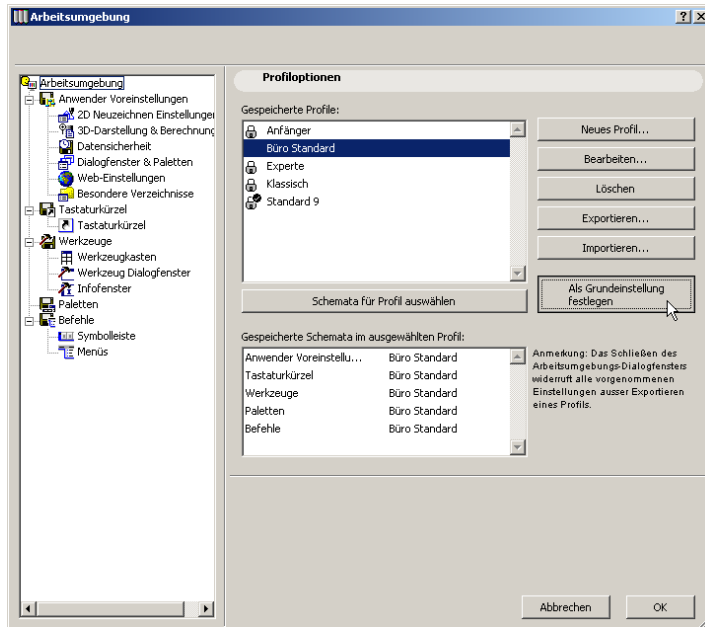 Arbeitsumgebung
Arbeitsumgebung
Anwender Voreinstellungen
2D Neuzeichnen Einstellungen
3D-Darstellung & Berechnung
Datensicherheit
Dialogfenster & Paletten
Web-Einstellungen
Besondere Verzeichnisse
Tastaturkürzel
Tastaturkürzel
Werkzeuge
Werkzeugkasten
Werkzeug Dialogfenster
Infofenster
Paletten
Befehle
Symbolleiste
Menüs
Profiloptionen
Gespeicherte Profile:
Anfänger
Büro Standard
Experte
Klassisch
Standard 9
Neues Profil...
Bearbeiten...
Löschen
Exportieren...
Importieren...
Schemata für Profil auswählen
Als Grundeinstellung
festlegen
Gespeicherte Schemata im ausgewählten Profil:
Anwender Voreinstellu... Büro Standard
Tastaturkürzel Büro Standard
Werkzeuge Büro Standard
Paletten Büro Standard
Befehle Büro Standard
Anmerkung: Das Schließen des
Arbeitsumgebungs-Dialogfensters
widerruft alle vorgenommenen
Einstellungen ausser Exportieren
eines Profils.
Abbrechen
OK